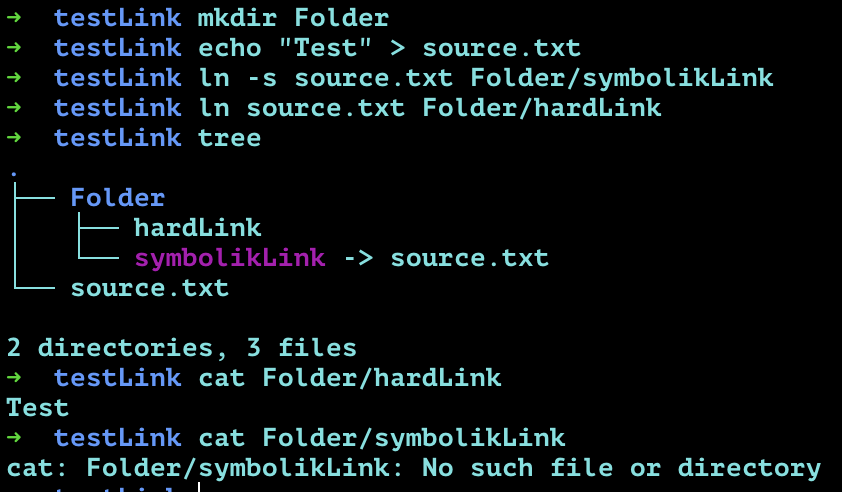 → testLink mkdir Folder
→ testLink echo "Test" > source.txt
→ testLink ln -s source.txt Folder/symbolikLink
→ testLink ln source.txt Folder/hardLink
→ testLink tree
.
├── Folder
│   ├── hardLink
│   └── symbolikLink -> source.txt
└── source.txt
2 directories, 3 files
→ testLink cat Folder/hardLink
Test
→ testLink cat Folder/symbolikLink
cat: Folder/symbolikLink: No such file or directory
testLink